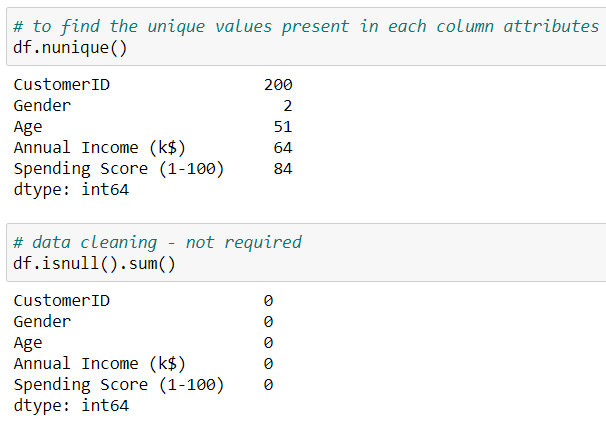 # to find the unique values present in each column attributes
df.nunique()
CustomerID 200
Gender 2
Age 51
Annual Income (k$) 64
Spending Score (1-100) 84
dtype: int64
# data cleaning - not required
df.isnull().sum()
CustomerID 0
Gender 0
Age 0
Annual Income (k$) 0
Spending Score (1-100) 0
dtype: int64